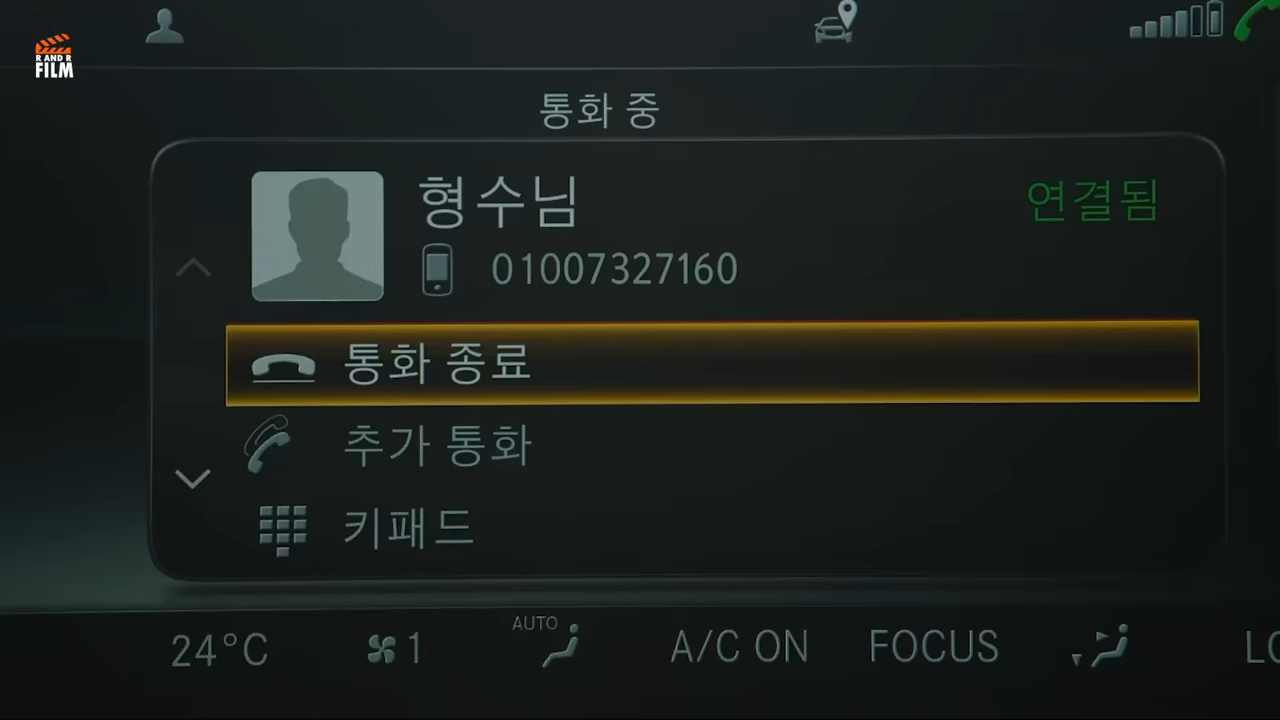 R AND R
FILM
통화 중
형수님
연결됨
01007327160
통화 종료
추가 통화
키패드
24°C
1
AUTO
A/C ON
FOCUS